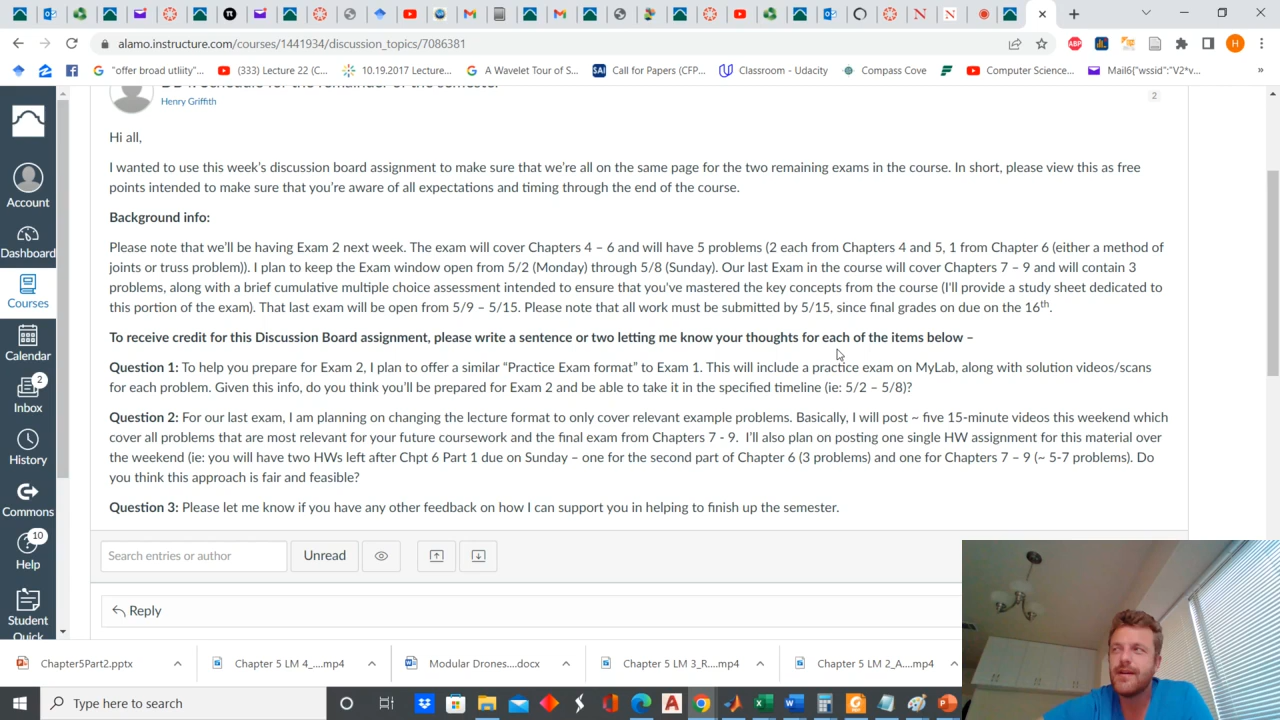 alamo.instructure.com/courses/1441934/discussion_topics/7086381
"offer broad utliity"...
(333) Lecture 22 (C...
10.19.2017 Lecture...
A Wavelet Tour of S...
Call for Papers (CFP...
Classroom - Udacity
Compass Cove
Computer Science...
Mail6{"wssid":"V2*v...
»
Henry Griffith
2
Hi all,
I wanted to use this week's discussion board assignment to make sure that we're all on the same page for the two remaining exams in the course. In short, please view this as free
points intended to make sure that you're aware of all expectations and timing through the end of the course.
Background info:
Please note that we'll be having Exam 2 next week. The exam will cover Chapters 4 – 6 and will have 5 problems (2 each from Chapters 4 and 5, 1 from Chapter 6 (either a method of
joints or truss problem)). I plan to keep the Exam window open from 5/2 (Monday) through 5/8 (Sunday). Our last Exam in the course will cover Chapters 7 – 9 and will contain 3
problems, along with a brief cumulative multiple choice assessment intended to ensure that you've mastered the key concepts from the course (I'll provide a study sheet dedicated to
this portion of the exam). That last exam will be open from 5/9 – 5/15. Please note that all work must be submitted by 5/15, since final grades on due on the 16th.
To receive credit for this Discussion Board assignment, please write a sentence or two letting me know your thoughts for each of the items below –
Question 1: To help you prepare for Exam 2, I plan to offer a similar "Practice Exam format" to Exam 1. This will include a practice exam on MyLab, along with solution videos/scans
for each problem. Given this info, do you think you'll be prepared for Exam 2 and be able to take it in the specified timeline (ie: 5/2 – 5/8)?
Question 2: For our last exam, I am planning on changing the lecture format to only cover relevant example problems. Basically, I will post ~ five 15-minute videos this weekend which
cover all problems that are most relevant for your future coursework and the final exam from Chapters 7 - 9. I'll also plan on posting one single HW assignment for this material over
the weekend (ie: you will have two HWs left after Chpt 6 Part 1 due on Sunday – one for the second part of Chapter 6 (3 problems) and one for Chapters 7 – 9 (~ 5-7 problems). Do
you think this approach is fair and feasible?
Question 3: Please let me know if you have any other feedback on how I can support you in helping to finish up the semester.
Search entries or author
Unread
Reply
Account
Dashboard
Courses
Calendar
2
Inbox
History
Commons
10
Help
Student
Quick
Chapter5Part2.pptx
Chapter 5 LM 4_....mp4
Modular Drones....docx
Chapter 5 LM 3_R....mp4
Chapter 5 LM 2_A....mp4
Type here to search